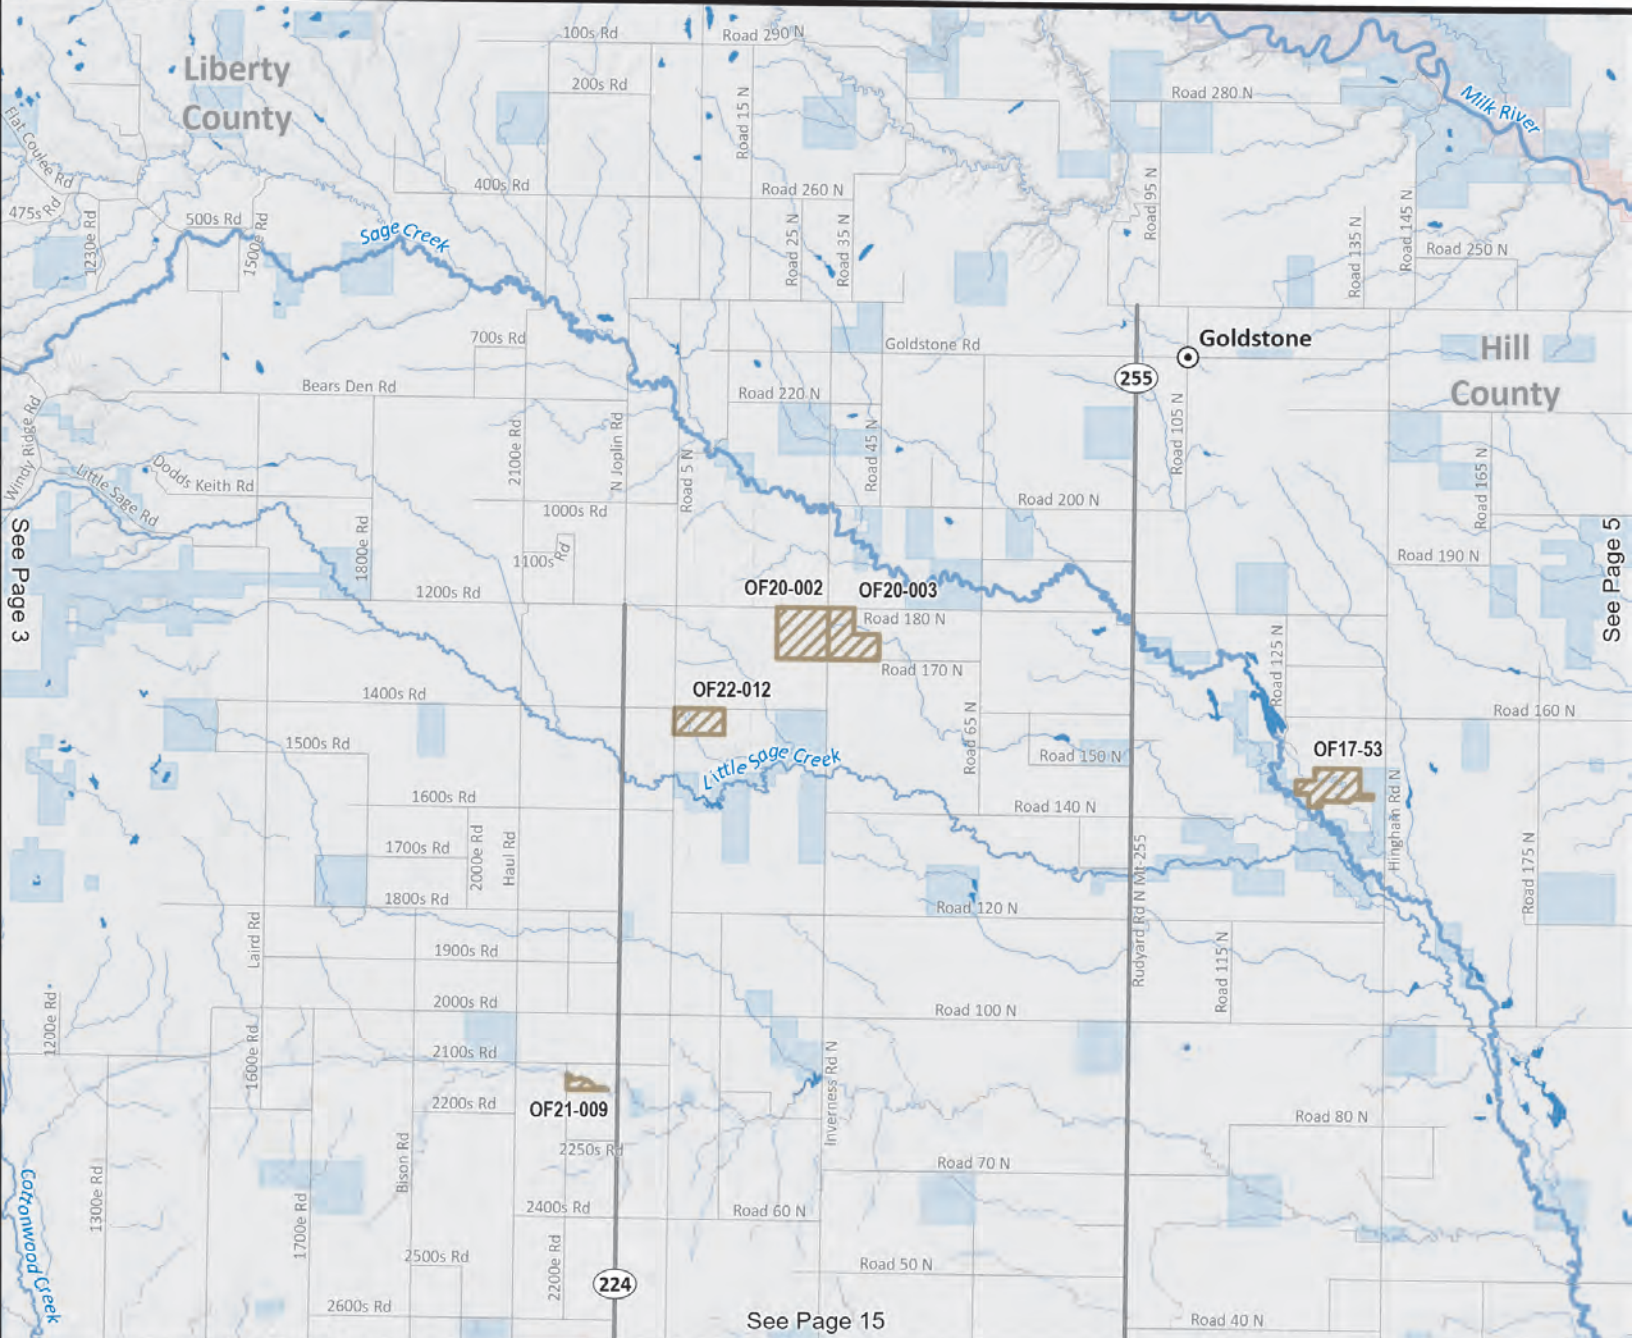 100s Rd
Road 290 N
Liberty
County
200s Rd
Road 15 N
Road 280 N
Milk River
Flat Coulee Rd
475s Rd
1230e Rd
500s Rd
1500e Rd
400s Rd
Sage Creek
Road 260 N
Road 25 N
Road 35 N
Road 95 N
Road 135 N
Road 145 N
Road 250 N
700s Rd
Goldstone Rd
Goldstone
255
Hill
County
Bears Den Rd
Road 220 N
Windy Ridge Rd
Little Sage Rd
Dodds Keith Rd
2100e Rd
N Joplin Rd
Road 5 N
Road 45 N
Road 105 N
Road 165 N
1000s Rd
Road 200 N
See Page 3
1800e Rd
1100s Rd
Road 190 N
See Page 5
1200s Rd
OF20-002
OF20-003
Road 180 N
Road 170 N
Road 125 N
1400s Rd
OF22-012
Road 65 N
Road 160 N
1500s Rd
Little Sage Creek
Road 150 N
OF17-53
1600s Rd
Road 140 N
Hingham Rd N
1700s Rd
2000e Rd
Haul Rd
Rudyard Rd N Mt-255
Road 175 N
1800s Rd
Road 120 N
Laird Rd
1900s Rd
Road 115 N
1200e Rd
2000s Rd
Road 100 N
1600e Rd
2100s Rd
Inverness Rd N
2200s Rd
OF21-009
Road 80 N
2250s Rd
Bison Rd
Road 70 N
Cottonwood Creek
1300e Rd
1700e Rd
2400s Rd
Road 60 N
2500s Rd
2200e Rd
Road 50 N
224
2600s Rd
See Page 15
Road 40 N